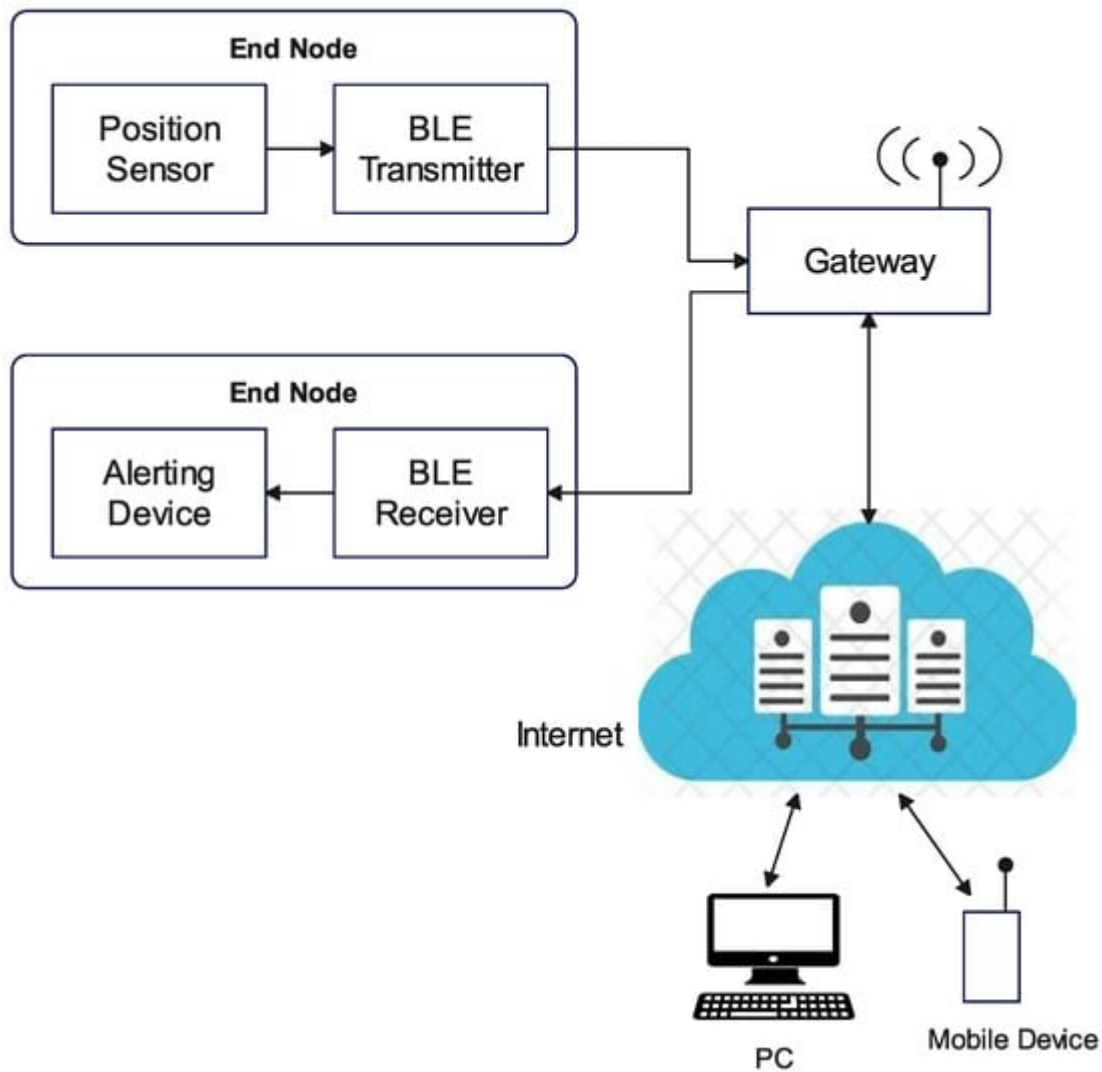 End Node
Position
Sensor
BLE
Transmitter
Gateway
End Node
Alerting
Device
BLE
Receiver
Internet
PC
Mobile Device